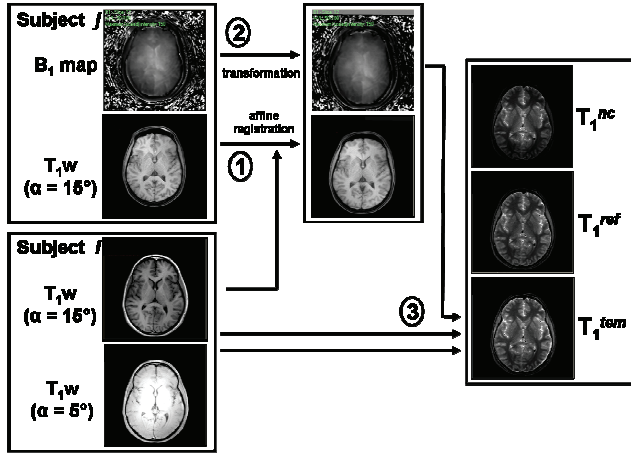 Subject j
B₁ map
T₁w
(α = 15°)
②
transformation
affine
registration
①
Subject i
T₁w
(α = 15°)
T₁w
(α = 5°)
③
T₁ⁿᶜ
T₁ʳᵉᶠ
T₁ᵗᵉᵐ